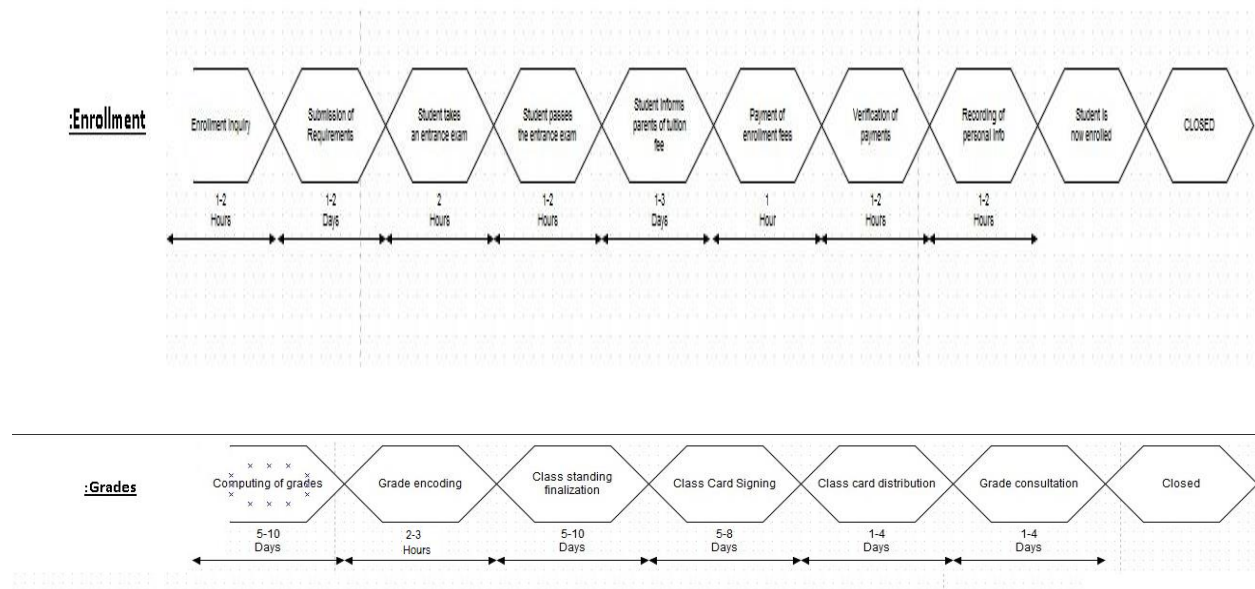 :Enrollment
Enrollment Inquiry
Submission of
Requirements
Student takes
an entrance exam
Student passes
the entrance exam
Student Informs
parents of tuition
fee
Payment of
enrollment fees
Verification of
payments
Recording of
personal Info
Student is
now enrolled
CLOSED
1-2
Hours
1-2
Days
2
Hours
1-2
Hours
1-3
Days
1
Hour
1-2
Hours
1-2
Hours
:Grades
Computing of grades
Grade encoding
Class standing
finalization
Class Card Signing
Class card distribution
Grade consultation
Closed
5-10
Days
2-3
Hours
5-10
Days
5-8
Days
1-4
Days
1-4
Days